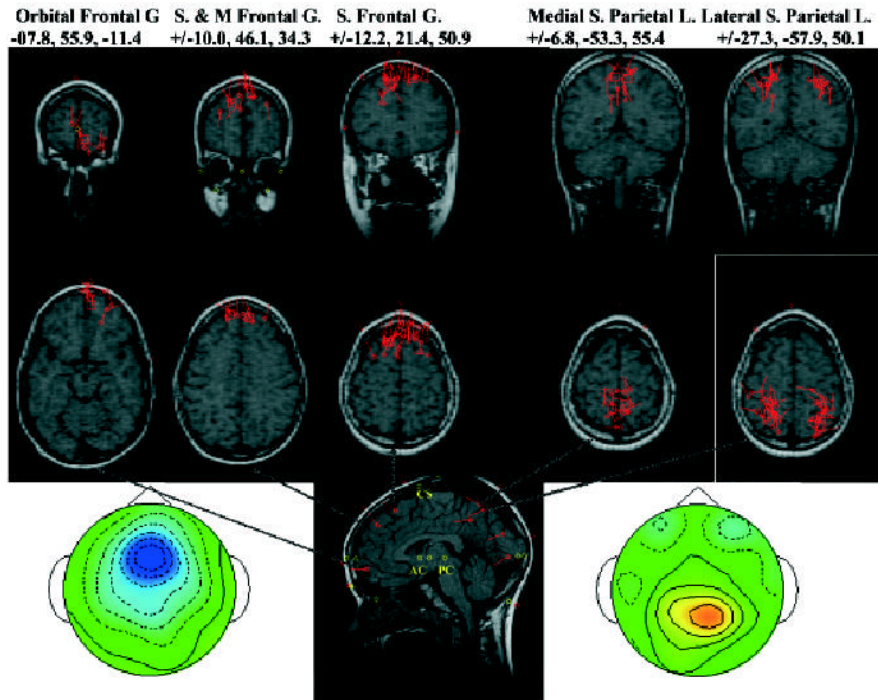 Orbital Frontal G S. & M Frontal G. S. Frontal G. Medial S. Parietal L. Lateral S. Parietal L.
-07.8, 55.9, -11.4 +/-10.0, 46.1, 34.3 +/-12.2, 21.4, 50.9 +/-6.8, -53.3, 55.4 +/-27.3, -57.9, 50.1
AC PC